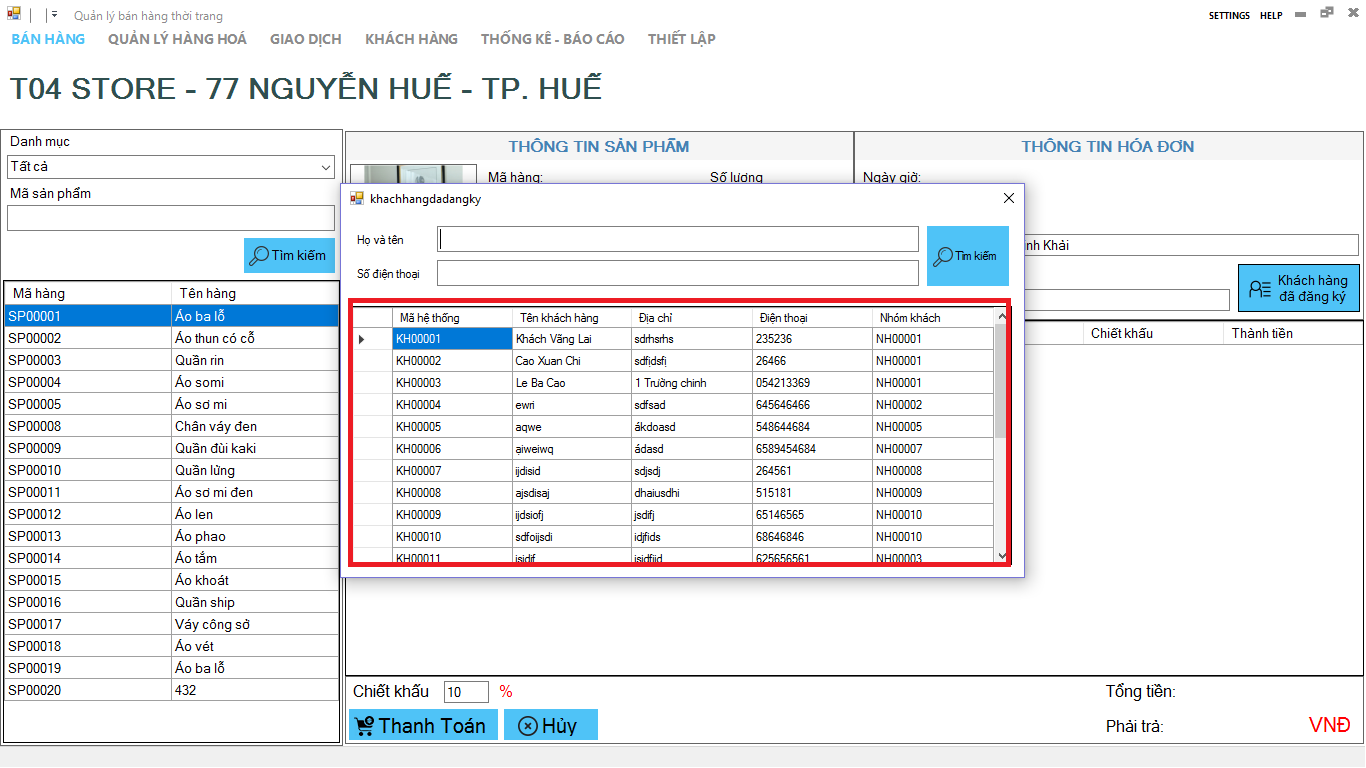 Quản lý bán hàng thời trang
SETTINGS HELP
BÁN HÀNG QUẢN LÝ HÀNG HOÁ GIAO DỊCH KHÁCH HÀNG THỐNG KÊ - BÁO CÁO THIẾT LẬP
T04 STORE - 77 NGUYỄN HUẾ - TP. HUẾ
Danh mục
Tất cả
Mã sản phẩm
Tìm kiếm
Mã hàng Tên hàng
SP00001 Áo ba lỗ
SP00002 Áo thun có cổ
SP00003 Quần rin
SP00004 Áo somi
SP00005 Áo sơ mi
SP00008 Chân váy đen
SP00009 Quần đùi kaki
SP00010 Quần lửng
SP00011 Áo sơ mi đen
SP00012 Áo len
SP00013 Áo phao
SP00014 Áo tắm
SP00015 Áo khoát
SP00016 Quần ship
SP00017 Váy công sở
SP00018 Áo vét
SP00019 Áo ba lỗ
SP00020 432
THÔNG TIN SẢN PHẨM
Mã hàng: Số lượng
THÔNG TIN HÓA ĐƠN
Ngày giờ:
nh Khải
Khách hàng
đã đăng ký
Chiết khấu Thành tiền
khachhangdadangky
Họ và tên
Số điện thoại
Tìm kiếm
Mã hệ thống Tên khách hàng Địa chỉ Điện thoại Nhóm khách
KH00001 Khách Vãng Lai sdrhsrhs 235236 NH00001
KH00002 Cao Xuan Chi sdfịdsfị 26466 NH00001
KH00003 Le Ba Cao 1 Trường chinh 054213369 NH00001
KH00004 ewri sdfsad 645646466 NH00002
KH00005 aqwe ákdoasd 548644684 NH00005
KH00006 aịweiwq ádasd 6589454684 NH00007
KH00007 ijdisid sdjsdj 264561 NH00008
KH00008 ajsdisaj dhaiusdhi 515181 NH00009
KH00009 ijdsiofj jsdifj 65146565 NH00010
KH00010 sdfoijsdi idjfids 68646846 NH00010
KH00011 jsidjf jsidfjid 625656561 NH00003
Chiết khấu 10 %
Thanh Toán Hủy
Tổng tiền:
Phải trả: VNĐ